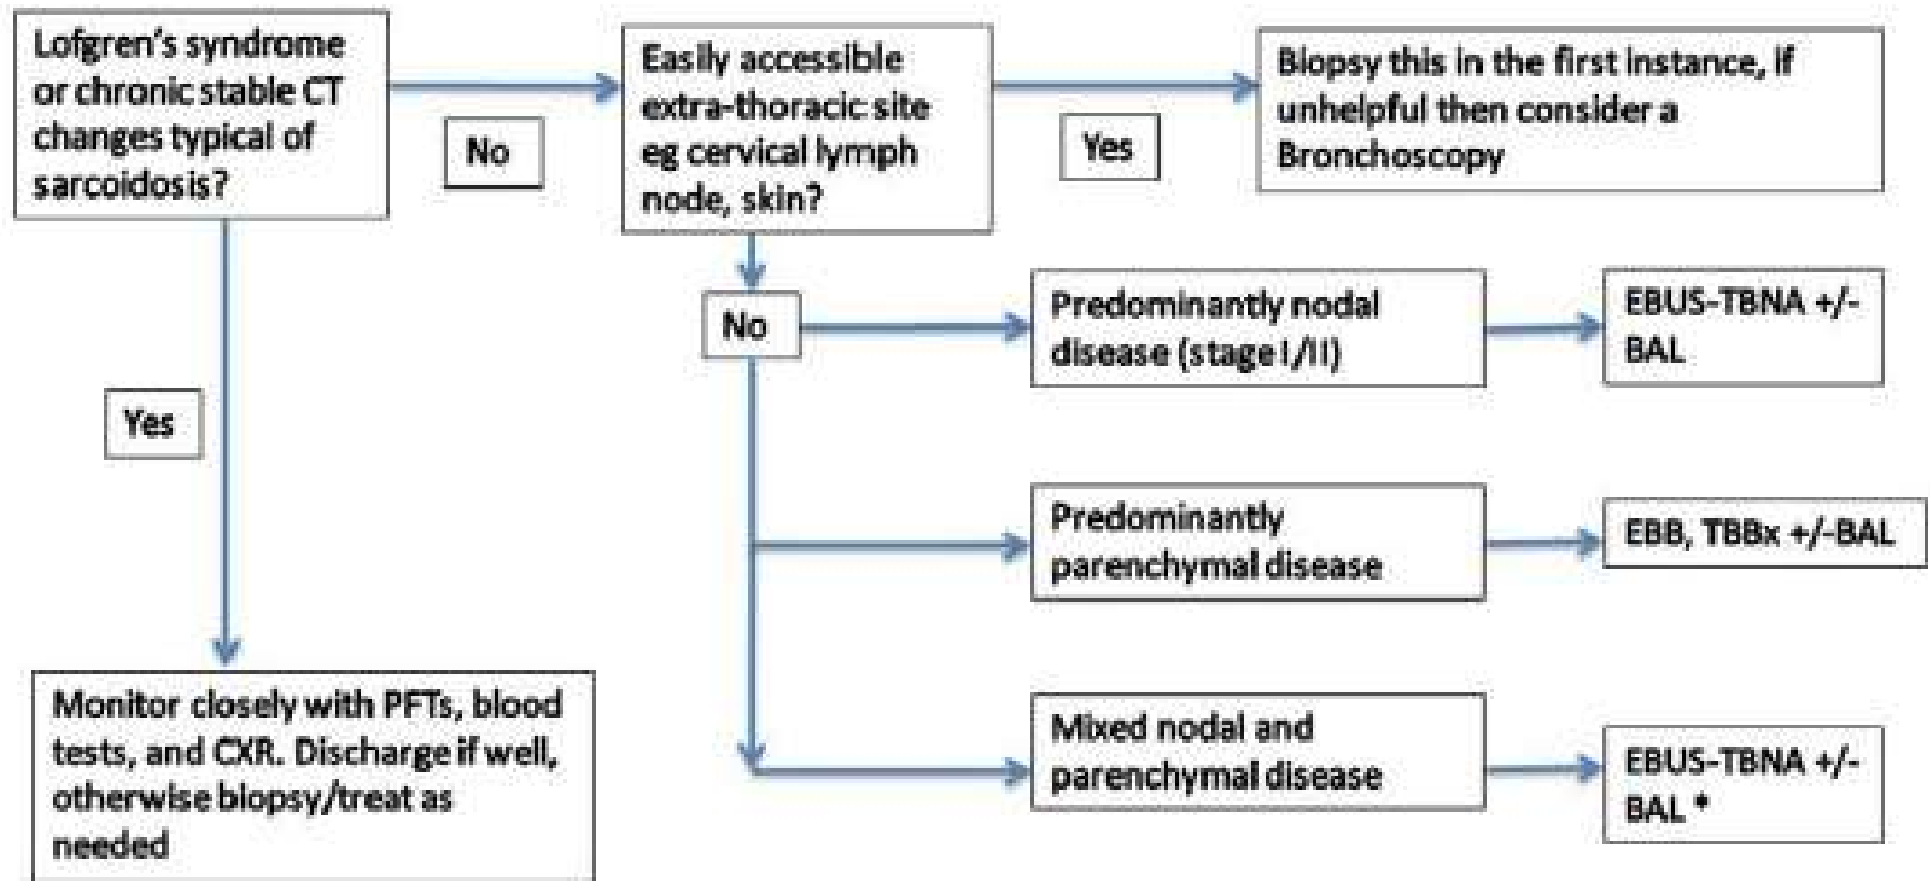 Lofgren's syndrome
or chronic stable CT
changes typical of
sarcoidosis?
No
Easily accessible
extra-thoracic site
eg cervical lymph
node, skin?
Yes
Biopsy this in the first instance, if
unhelpful then consider a
Bronchoscopy
No
Predominantly nodal
disease (stage I/II)
EBUS-TBNA +/-
BAL
Yes
Predominantly
parenchymal disease
EBB, TBBx +/-BAL
Monitor closely with PFTs, blood
tests, and CXR. Discharge if well,
otherwise biopsy/treat as
needed
Mixed nodal and
parenchymal disease
EBUS-TBNA +/-
BAL *